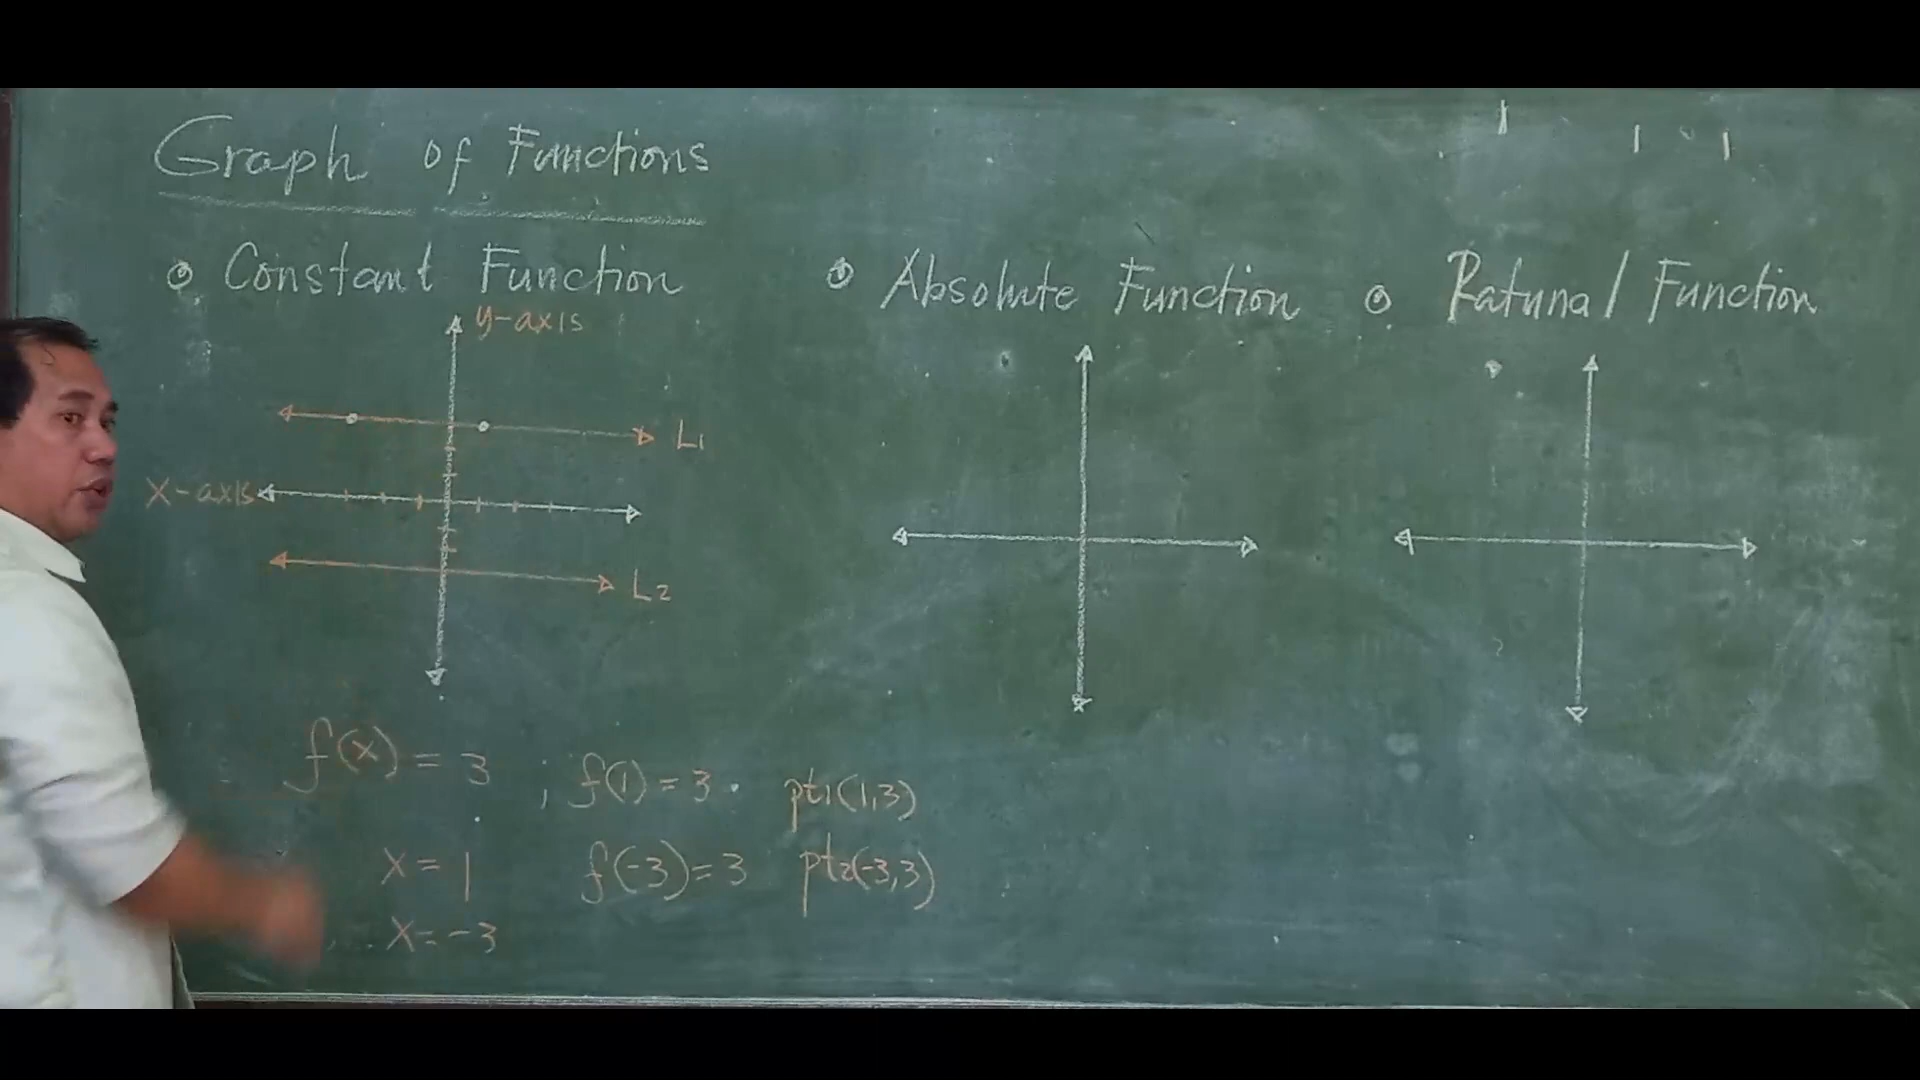 Graph of Functions
Constant Function
y-axis
L1
x-axis
L2
f(x) = 3 ; f(1) = 3 . pt1(1,3)
x = 1 f(-3) = 3 pt2(-3,3)
x = -3
Absolute Function
Rational Function